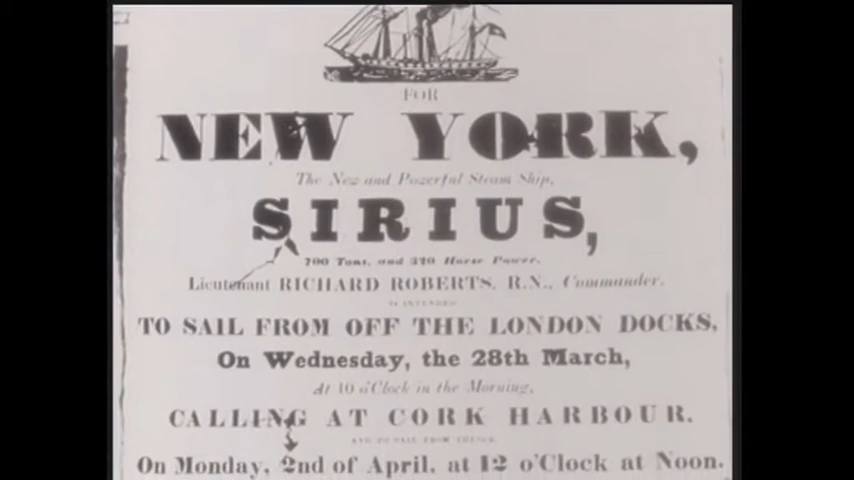 FOR
NEW YORK,
The New and Powerful Steam Ship,
SIRIUS,
700 Tons, and 320 Horse Power,
Lieutenant RICHARD ROBERTS, R.N., Commander,
IS INTENDED
TO SAIL FROM OFF THE LONDON DOCKS,
On Wednesday, the 28th March,
At 10 o'Clock in the Morning,
CALLING AT CORK HARBOUR,
AND TO SAIL FROM THENCE
On Monday, 2nd of April, at 12 o'Clock at Noon.